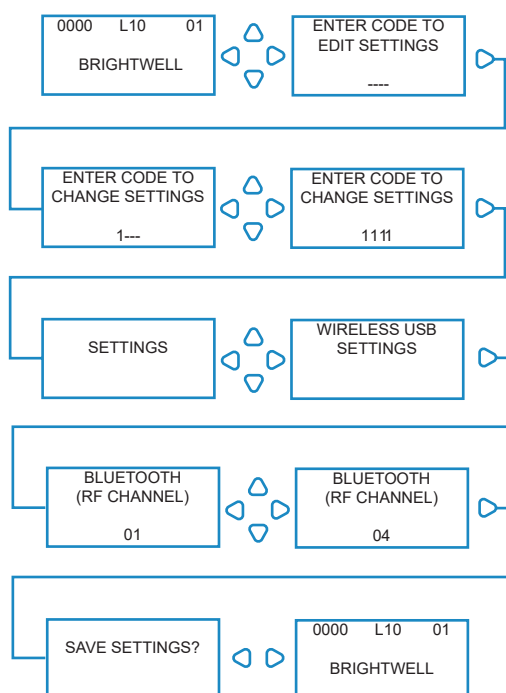 0000 L10 01
BRIGHTWELL
ENTER CODE TO
EDIT SETTINGS
----
ENTER CODE TO
CHANGE SETTINGS
1---
ENTER CODE TO
CHANGE SETTINGS
1111
SETTINGS
WIRELESS USB
SETTINGS
BLUETOOTH
(RF CHANNEL)
01
BLUETOOTH
(RF CHANNEL)
04
SAVE SETTINGS?
0000 L10 01
BRIGHTWELL